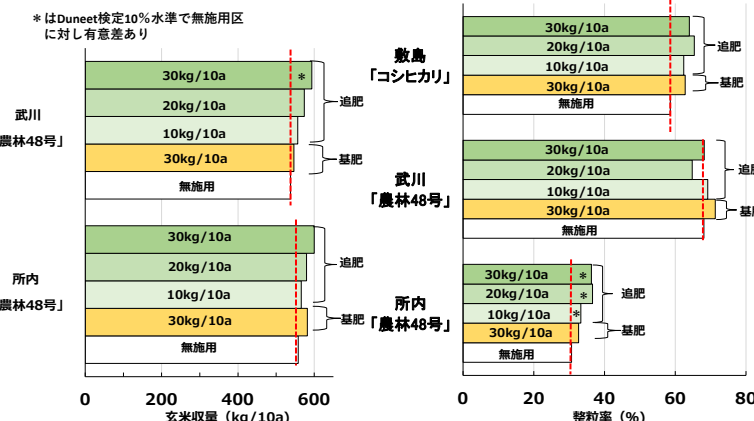 ＊はDuneet検定10％水準で無施用区
に対し有意差あり
武川
農林48号」
30kg/10a
＊
20kg/10a
10kg/10a
追肥
30kg/10a
基肥
無施用
所内
農林48号」
30kg/10a
20kg/10a
10kg/10a
追肥
30kg/10a
基肥
無施用
0 200 400 600
玄米収量（kg/10a）
敷島
「コシヒカリ」
30kg/10a
20kg/10a
10kg/10a
追肥
30kg/10a
基肥
無施用
武川
「農林48号」
30kg/10a
20kg/10a
10kg/10a
追肥
30kg/10a
基肥
無施用
所内
「農林48号」
30kg/10a ＊
20kg/10a ＊
10kg/10a ＊
追肥
30kg/10a
基肥
無施用
0 20 40 60 80
整粒率（%）